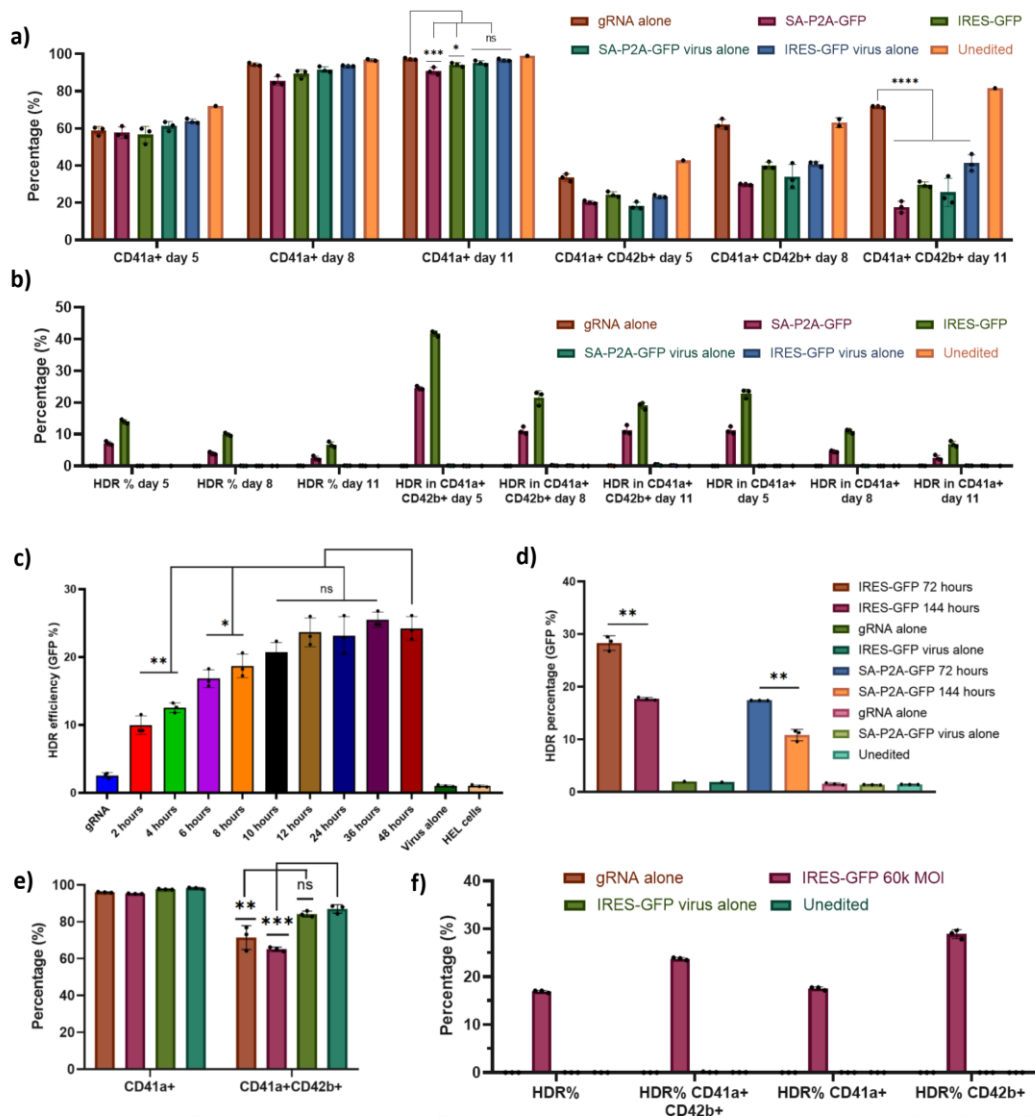 a)
gRNA alone
SA-P2A-GFP
IRES-GFP
SA-P2A-GFP virus alone
IRES-GFP virus alone
Unedited
Percentage (%)
100
80
60
40
20
0
***
*
ns
****
CD41a+ day 5
CD41a+ day 8
CD41a+ day 11
CD41a+ CD42b+ day 5
CD41a+ CD42b+ day 8
CD41a+ CD42b+ day 11
b)
gRNA alone
SA-P2A-GFP
IRES-GFP
SA-P2A-GFP virus alone
IRES-GFP virus alone
Unedited
Percentage (%)
50
40
30
20
10
0
HDR % day 5
HDR % day 8
HDR % day 11
HDR in CD41a+
CD42b+ day 5
HDR in CD41a+
CD42b+ day 8
HDR in CD41a+
CD42b+ day 11
HDR in CD41a+
day 5
HDR in CD41a+
day 8
HDR in CD41a+
day 11
c)
HDR efficiency (GFP %)
30
20
10
0
**
*
ns
gRNA
2 hours
4 hours
6 hours
8 hours
10 hours
12 hours
24 hours
36 hours
48 hours
Virus alone
HEL cells
d)
HDR percentage (GFP %)
40
30
20
10
0
**
**
IRES-GFP 72 hours
IRES-GFP 144 hours
gRNA alone
IRES-GFP virus alone
SA-P2A-GFP 72 hours
SA-P2A-GFP 144 hours
gRNA alone
SA-P2A-GFP virus alone
Unedited
e)
Percentage (%)
100
80
60
40
20
0
**
***
ns
CD41a+
CD41a+CD42b+
f)
gRNA alone
IRES-GFP 60k MOI
IRES-GFP virus alone
Unedited
Percentage (%)
40
30
20
10
0
HDR%
HDR% CD41a+
CD42b+
HDR% CD41a+
HDR% CD42b+